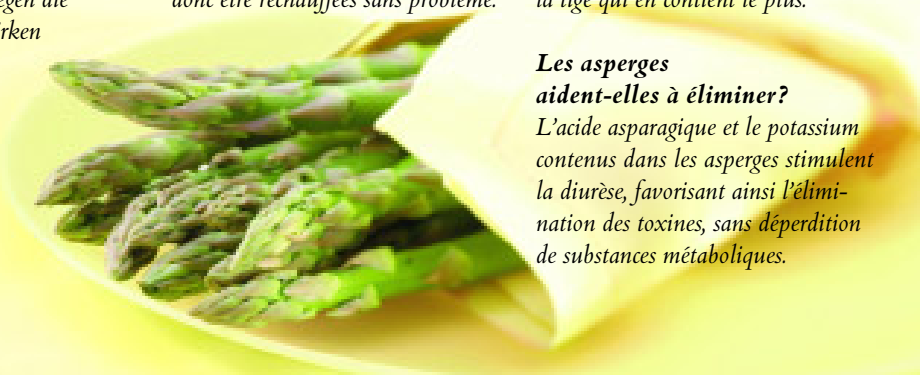 rken
donc être réchauffées sans problème.
la tige qui en contient le plus.
Les asperges
aident-elles à éliminer?
L’acide asparagique et le potassium
contenus dans les asperges stimulent
la diurèse, favorisant ainsi l’élimi-
nation des toxines, sans déperdition
de substances métaboliques.